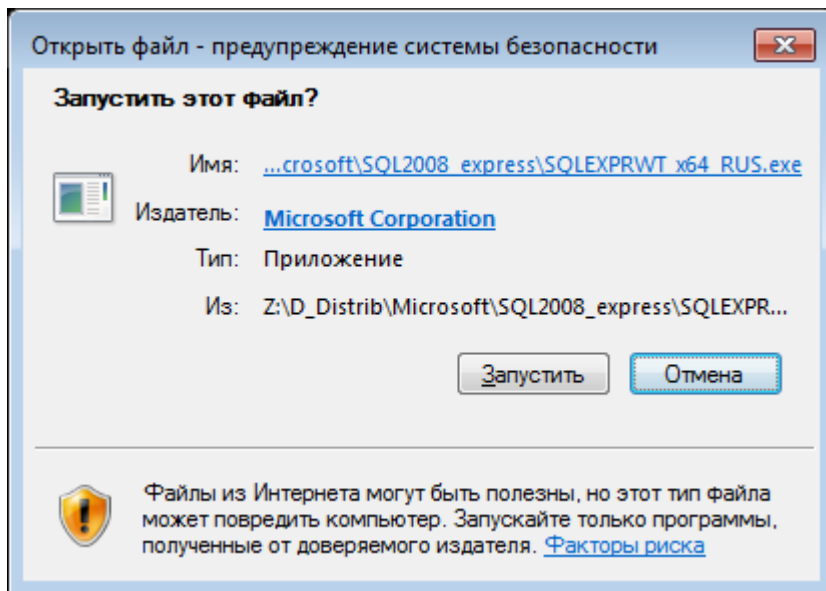 Открыть файл - предупреждение системы безопасности
Запустить этот файл?
Имя: ...crosoft\SQL2008_express\SQLEXPRWT_x64_RUS.exe
Издатель: Microsoft Corporation
Тип: Приложение
Из: Z:\D_Distrib\Microsoft\SQL2008_express\SQLEXPR...
Запустить Отмена
Файлы из Интернета могут быть полезны, но этот тип файла
может повредить компьютер. Запускайте только программы,
полученные от доверяемого издателя. Факторы риска